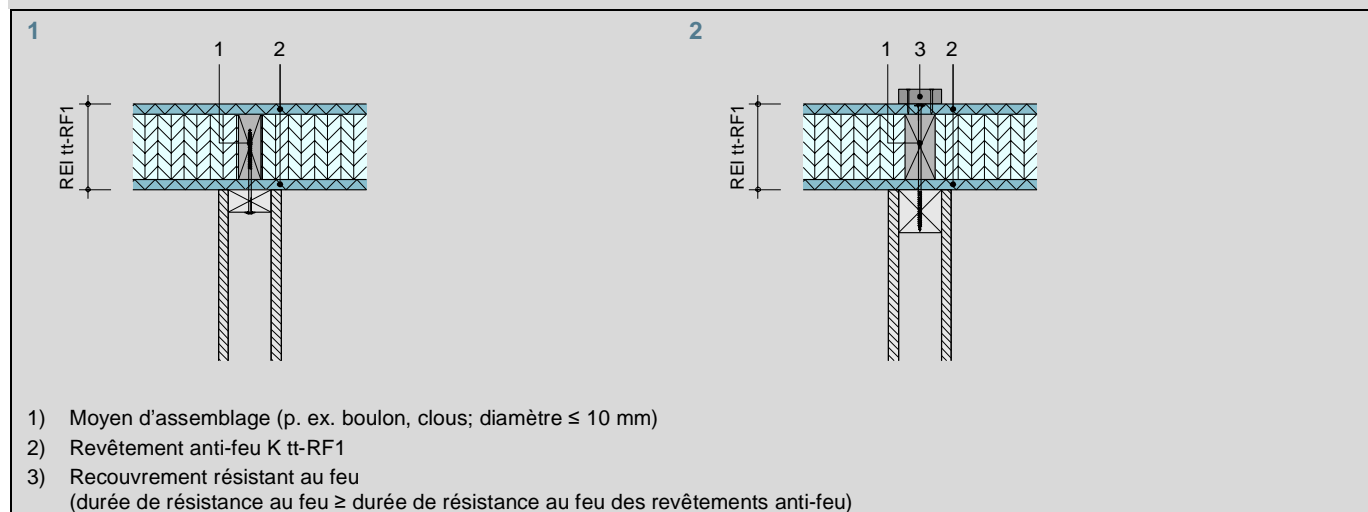 1
2
1 2
1 3 2
REI tt-RF1
REI tt-RF1
1) Moyen d'assemblage (p. ex. boulon, clous; diamètre ≤ 10 mm)
2) Revêtement anti-feu K tt-RF1
3) Recouvrement résistant au feu
(durée de résistance au feu ≥ durée de résistance au feu des revêtements anti-feu)